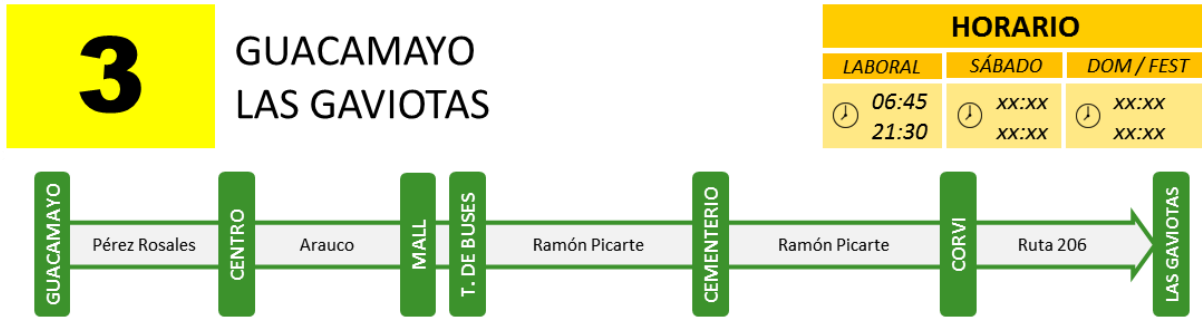 3
GUACAMAYO
LAS GAVIOTAS
HORARIO
LABORAL
SÁBADO
DOM / FEST
06:45
21:30
xx:xx
xx:xx
xx:xx
xx:xx
GUACAMAYO
Pérez Rosales
CENTRO
Arauco
MALL
T. DE BUSES
Ramón Picarte
CEMENTERIO
Ramón Picarte
CORVI
Ruta 206
LAS GAVIOTAS